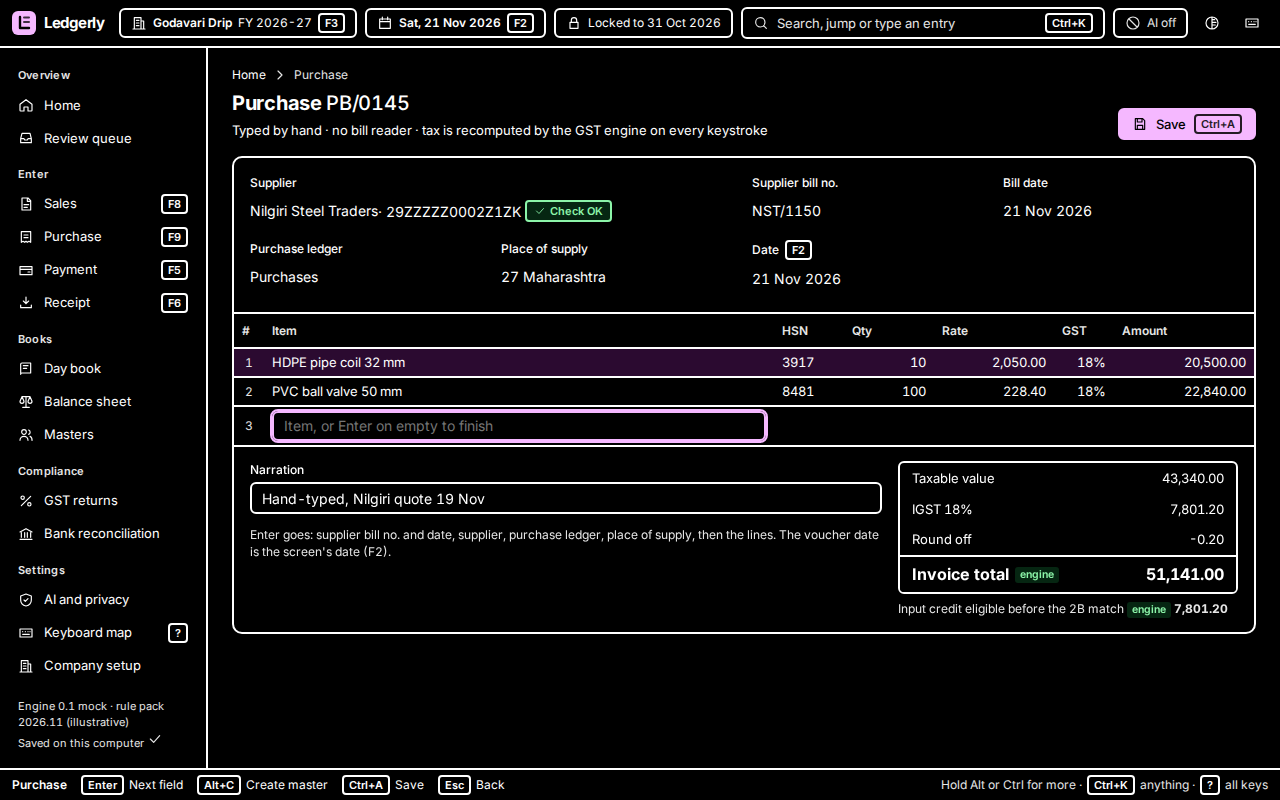 Ledgerly
Godavari Drip FY 2026-27 F3
Sat, 21 Nov 2026 F2
Locked to 31 Oct 2026
Search, jump or type an entry Ctrl+K
AI off
Overview
Home
Review queue
Enter
Sales F8
Purchase F9
Payment F5
Receipt F6
Books
Day book
Balance sheet
Masters
Compliance
GST returns
Bank reconciliation
Settings
AI and privacy
Keyboard map ?
Company setup
Engine 0.1 mock · rule pack
2026.11 (illustrative)
Saved on this computer
Home > Purchase
Purchase PB/0145
Typed by hand · no bill reader · tax is recomputed by the GST engine on every keystroke
Save Ctrl+A
Supplier Supplier bill no. Bill date
Nilgiri Steel Traders· 29ZZZZZ0002Z1ZK Check OK NST/1150 21 Nov 2026
Purchase ledger Place of supply Date F2
Purchases 27 Maharashtra 21 Nov 2026
# Item HSN Qty Rate GST Amount
1 HDPE pipe coil 32 mm 3917 10 2,050.00 18% 20,500.00
2 PVC ball valve 50 mm 8481 100 228.40 18% 22,840.00
3 Item, or Enter on empty to finish
Narration
Hand-typed, Nilgiri quote 19 Nov
Enter goes: supplier bill no. and date, supplier, purchase ledger, place of supply, then the lines. The voucher date
is the screen's date (F2).
Taxable value 43,340.00
IGST 18% 7,801.20
Round off -0.20
Invoice total engine 51,141.00
Input credit eligible before the 2B match engine 7,801.20
Purchase Enter Next field Alt+C Create master Ctrl+A Save Esc Back
Hold Alt or Ctrl for more · Ctrl+K anything · ? all keys